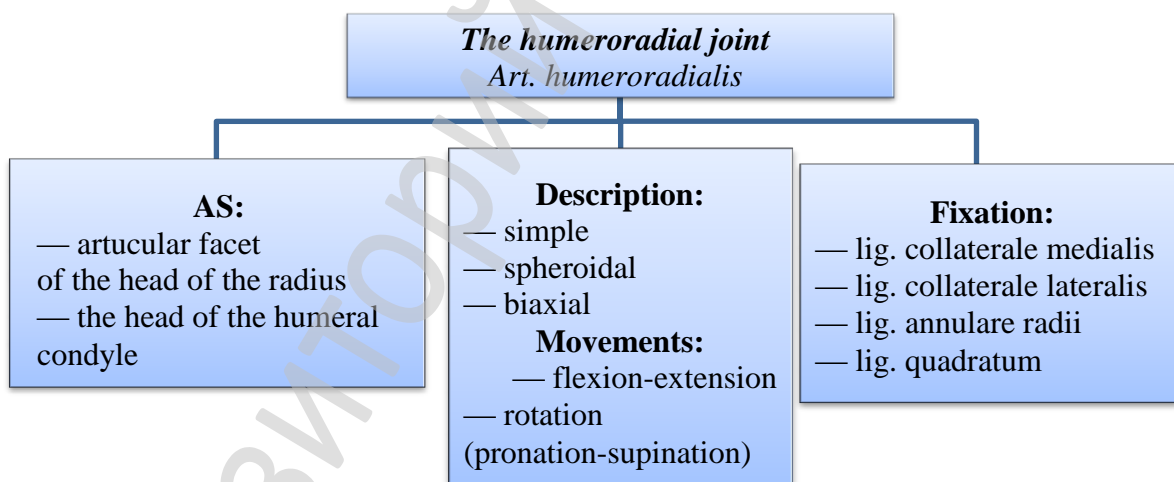 The humeroradial joint
Art. humeroradialis
AS:
— artucular facet
of the head of the radius
— the head of the humeral
condyle
Description:
— simple
— spheroidal
— biaxial
Movements:
— flexion-extension
— rotation
(pronation-supination)
Fixation:
— lig. collaterale medialis
— lig. collaterale lateralis
— lig. annulare radii
— lig. quadratum